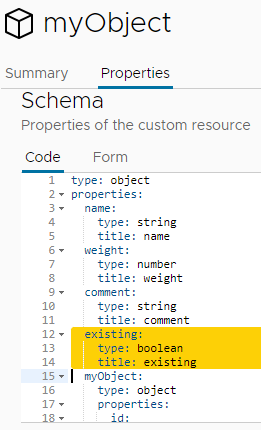 myObject
Summary Properties
Schema
Properties of the custom resource
Code Form
1 type: object
2 properties:
3 name:
4 type: string
5 title: name
6 weight:
7 type: number
8 title: weight
9 comment:
10 type: string
11 title: comment
12 existing:
13 type: boolean
14 title: existing
15 myObject:
16 type: object
17 properties:
18 id: